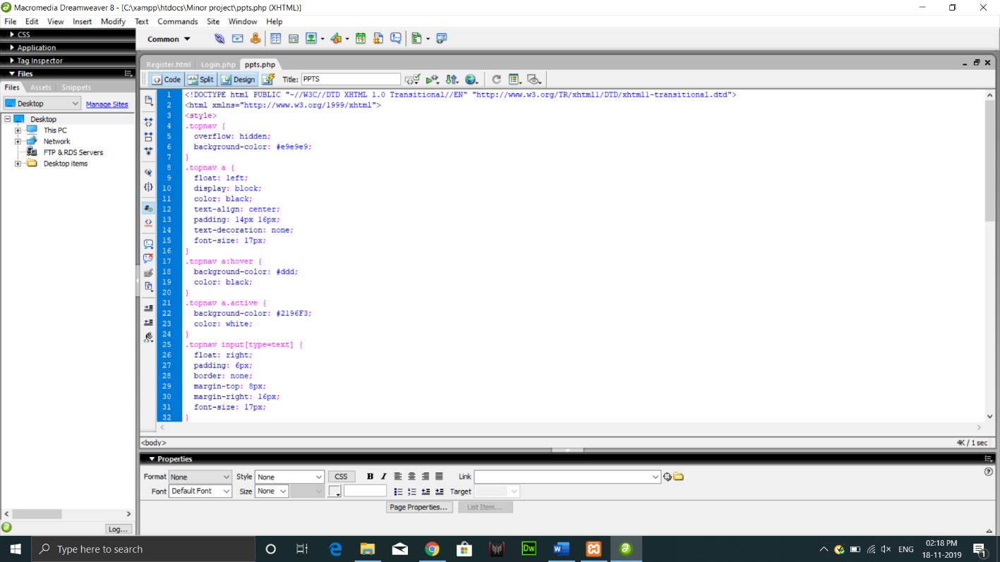 Macromedia Dreamweaver 8 - [C:\xampp\htdocs\Minor project\ppts.php (XHTML)]
File Edit View Insert Modify Text Commands Site Window Help
CSS
Application
Tag Inspector
Files
Files Assets Snippets
Desktop Manage Sites
Desktop
This PC
Network
FTP & RDS Servers
Desktop items
Log...
Common
19
Register.html Login.php ppts.php
Code Split Design Title: PPTS
1 <!DOCTYPE html PUBLIC "-//W3C//DTD XHTML 1.0 Transitional//EN" "http://www.w3.org/TR/xhtml1/DTD/xhtml1-transitional.dtd">
2 <html xmlns="http://www.w3.org/1999/xhtml">
3 <style>
4 .topnav {
5 overflow: hidden;
6 background-color: #e9e9e9;
7 }
8 .topnav a {
9 float: left;
10 display: block;
11 color: black;
12 text-align: center;
13 padding: 14px 16px;
14 text-decoration: none;
15 font-size: 17px;
16 }
17 .topnav a:hover {
18 background-color: #ddd;
19 color: black;
20 }
21 .topnav a.active {
22 background-color: #2196F3;
23 color: white;
24 }
25 .topnav input[type=text] {
26 float: right;
27 padding: 6px;
28 border: none;
29 margin-top: 8px;
30 margin-right: 16px;
31 font-size: 17px;
32 }
<body> 4K / 1 sec
Properties
Format None Style None CSS B I Link
Font Default Font Size None Target
Page Properties... List Item...
Type here to search
Dw
W
ENG
02:18 PM
18-11-2019
1